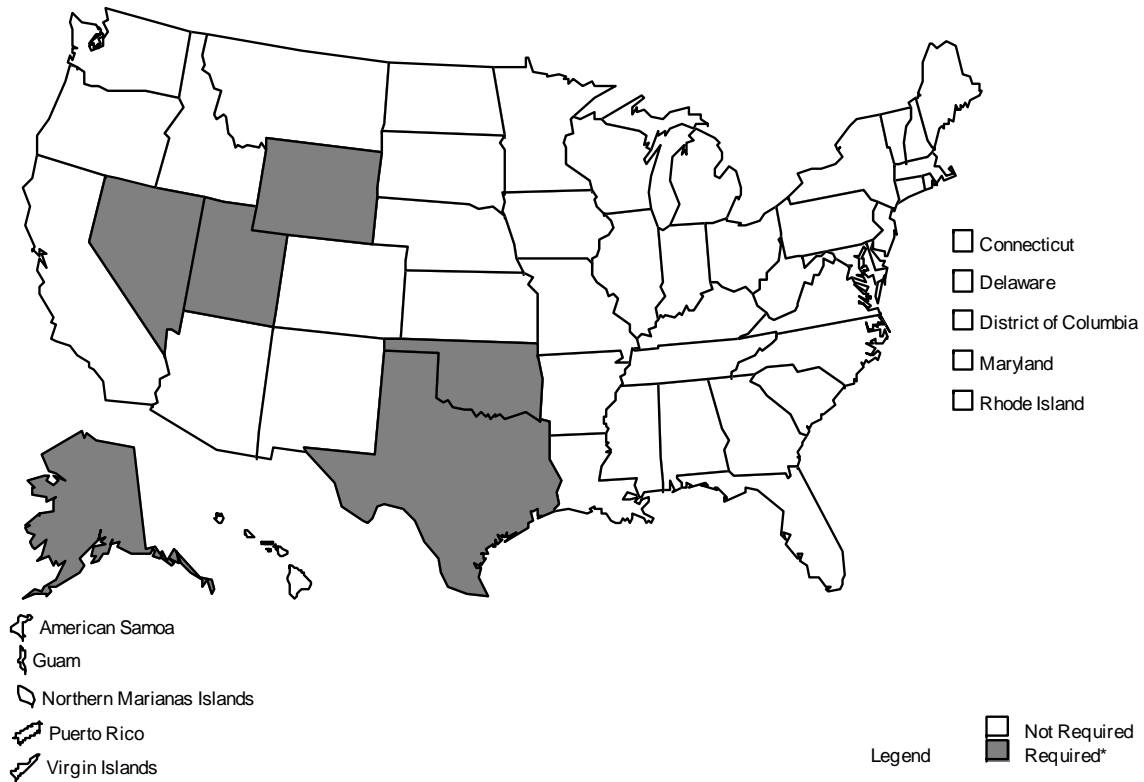 Connecticut
Delaware
District of Columbia
Maryland
Rhode Island
American Samoa
Guam
Northern Marianas Islands
Puerto Rico
Virgin Islands
Legend
Not Required
Required*